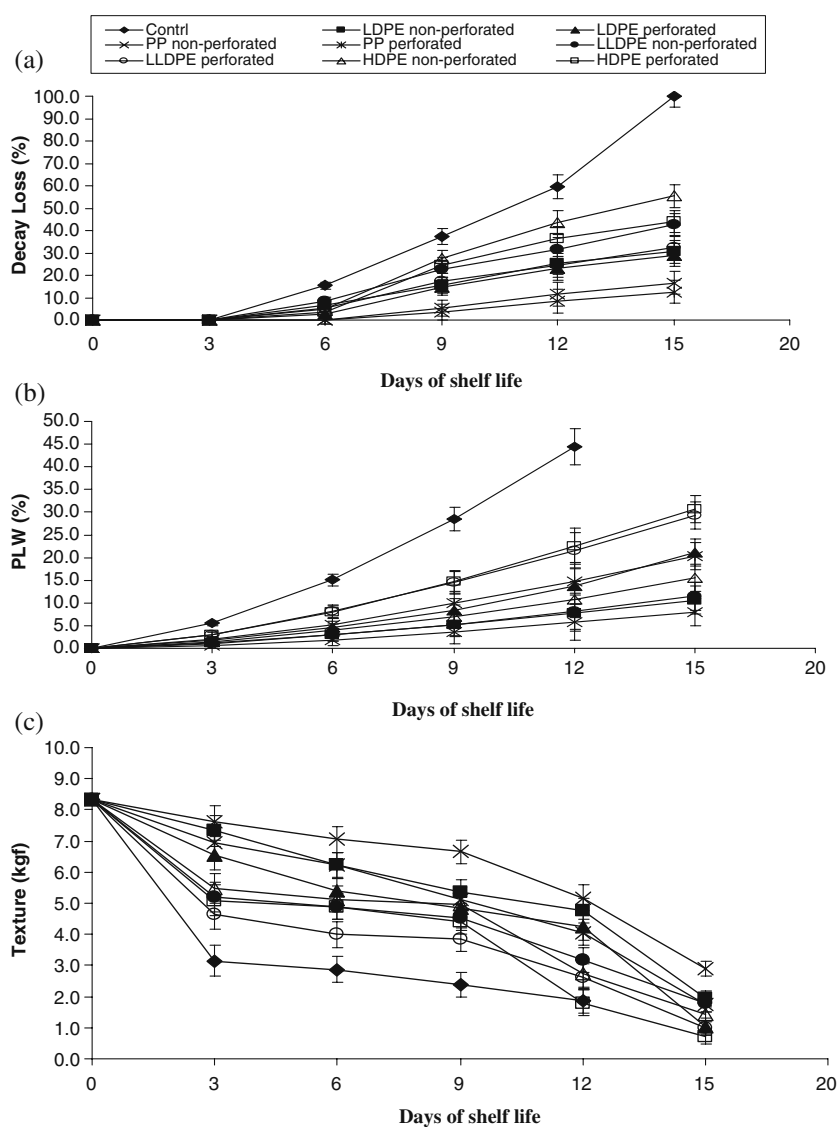 Contrl LDPE non-perforated LDPE perforated
PP non-perforated PP perforated LLDPE non-perforated
LLDPE perforated HDPE non-perforated HDPE perforated
(a)
Decay Loss (%)
100.0
90.0
80.0
70.0
60.0
50.0
40.0
30.0
20.0
10.0
0.0
0 3 6 9 12 15 20
Days of shelf life
(b)
PLW (%)
50.0
45.0
40.0
35.0
30.0
25.0
20.0
15.0
10.0
5.0
0.0
0 3 6 9 12 15 20
Days of shelf life
(c)
Texture (kgf)
10.0
9.0
8.0
7.0
6.0
5.0
4.0
3.0
2.0
1.0
0.0
0 3 6 9 12 15 20
Days of shelf life